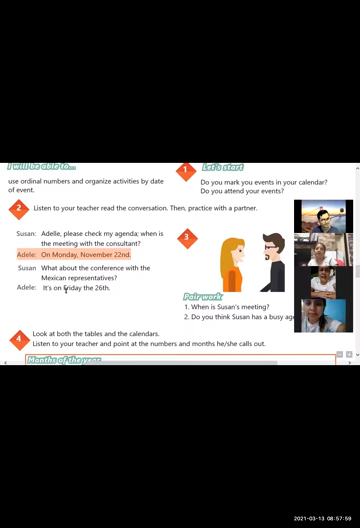 I will be able to...
use ordinal numbers and organize activities by date
of event.
1
Let's start
Do you mark you events in your calendar?
Do you attend your events?
2
Listen to your teacher read the conversation. Then, practice with a partner.
Susan: Adelle, please check my agenda; when is
the meeting with the consultant?
Adele: On Monday, November 22nd.
Susan What about the conference with the
Mexican representatives?
Adele: It's on Friday the 26th.
3
Pair work
1. When is Susan's meeting?
2. Do you think Susan has a busy age
4
Look at both the tables and the calendars.
Listen to your teacher and point at the numbers and months he/she calls out.
Months of the year
2021-03-13 08:57:59